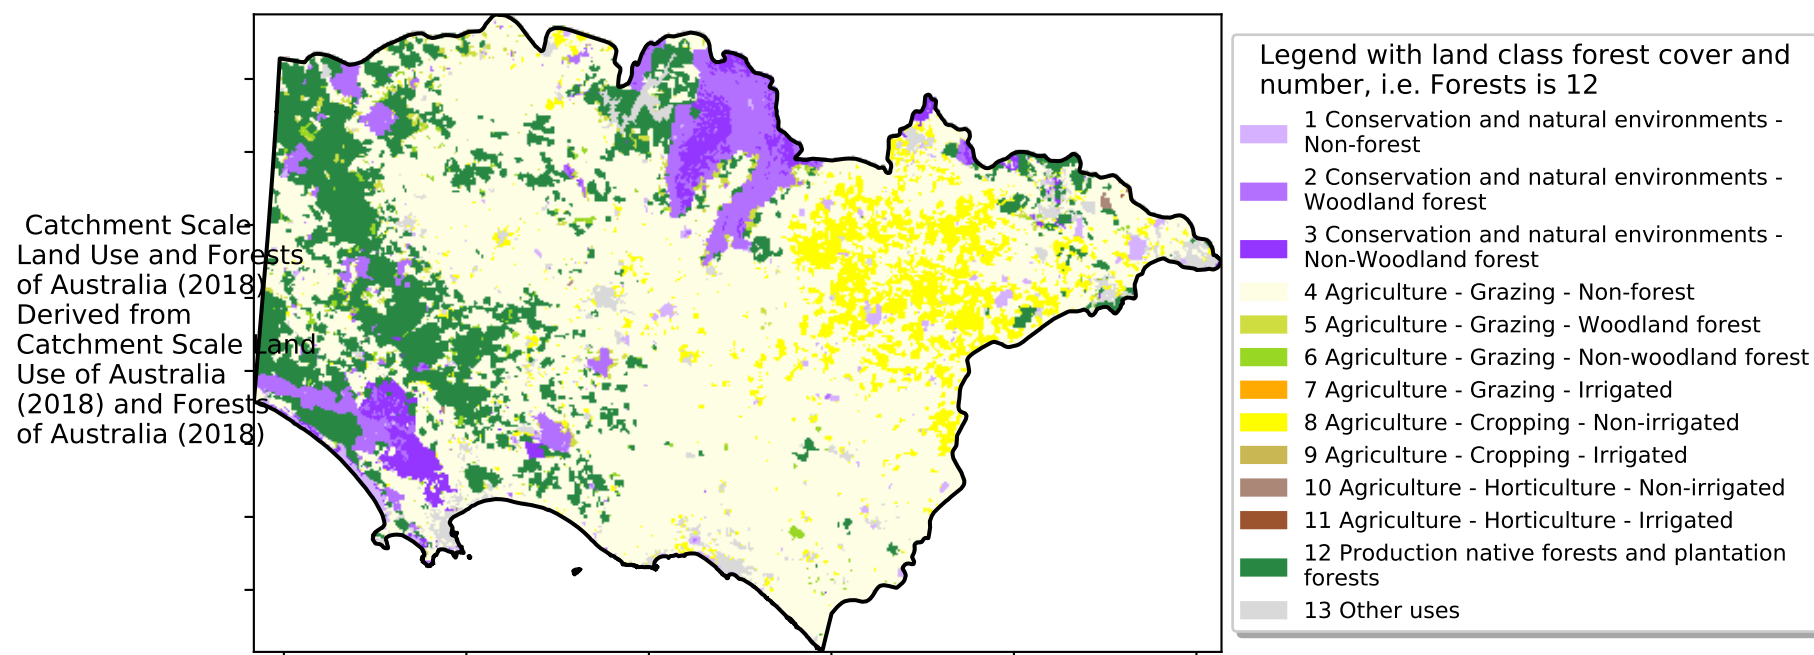 Catchment Scale
Land Use and Forests
of Australia (2018)
Derived from
Catchment Scale Land
Use of Australia
(2018) and Forests
of Australia (2018)
Legend with land class forest cover and
number, i.e. Forests is 12
1 Conservation and natural environments -
Non-forest
2 Conservation and natural environments -
Woodland forest
3 Conservation and natural environments -
Non-Woodland forest
4 Agriculture - Grazing - Non-forest
5 Agriculture - Grazing - Woodland forest
6 Agriculture - Grazing - Non-woodland forest
7 Agriculture - Grazing - Irrigated
8 Agriculture - Cropping - Non-irrigated
9 Agriculture - Cropping - Irrigated
10 Agriculture - Horticulture - Non-irrigated
11 Agriculture - Horticulture - Irrigated
12 Production native forests and plantation
forests
13 Other uses